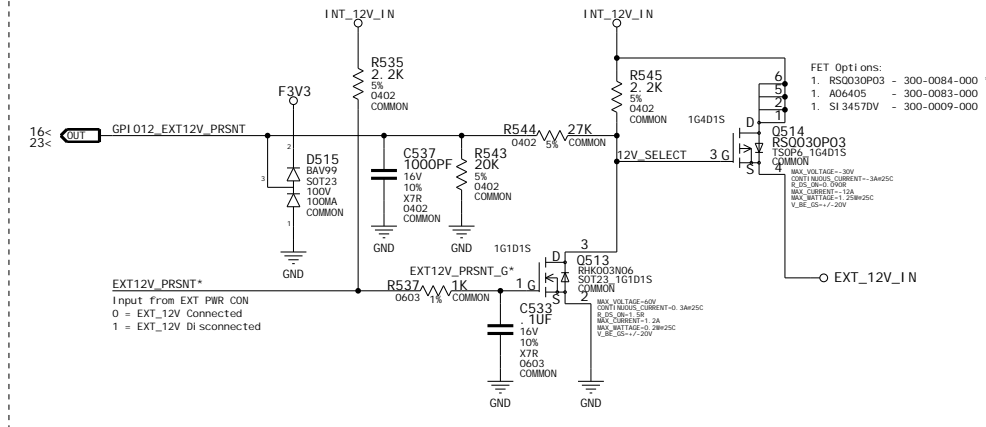 INT_12V_IN
INT_12V_IN
R535
2.2K
5%
0402
COMMON
R545
2.2K
5%
0402
COMMON
FET Options:
1. RSQ030P03 - 300-0084-000
1. AO6405 - 300-0083-000
1. SI3457DV - 300-0009-000
6
5
2
1
F3V3
16<
23<
OUT
GPIO12_EXT12V_PRSNT
R544
27K
0402
5%
COMMON
1G4D1S
D
Q514
RSQ030P03
TSOP6_1G4D1S
COMMON
12V_SELECT
3
G
S
4
MAX_VOLTAGE=-30V
CONTINUOUS_CURRENT=-3A@25C
R_DS_ON=0.090R
MAX_CURRENT=-12A
MAX_WATTAGE=1.25W@25C
V_BE_GS=+/-20V
2
3
1
D515
BAV99
SOT23
100V
100MA
COMMON
C537
1000PF
16V
10%
X7R
0402
COMMON
R543
20K
5%
0402
COMMON
GND
GND
GND
1G1D1S
3
D
Q513
RHK003N06
SOT23_1G1D1S
COMMON
EXT_12V_IN
EXT12V_PRSNT*
Input from EXT PWR CON
0 = EXT_12V Connected
1 = EXT_12V Disconnected
R537
1K
0603
1%
COMMON
EXT12V_PRSNT_G*
1
G
S
2
MAX_VOLTAGE=60V
CONTINUOUS_CURRENT=0.3A@25C
R_DS_ON=1.5R
MAX_CURRENT=1.2A
MAX_WATTAGE=0.2W@25C
V_BE_GS=+/-20V
C533
.1UF
16V
10%
X7R
0603
COMMON
GND
GND